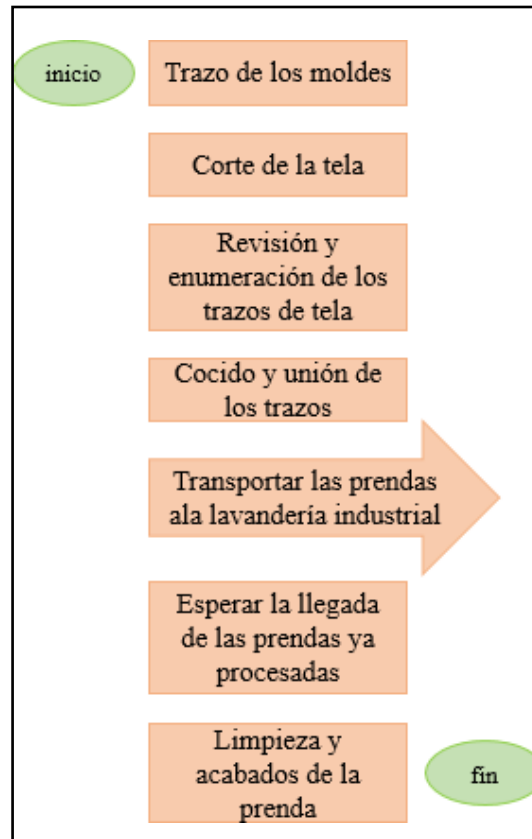 inicio
Trazo de los moldes
Corte de la tela
Revisión y
enumeración de los
trazos de tela
Cocido y unión de
los trazos
Transportar las prendas
ala lavandería industrial
Esperar la llegada
de las prendas ya
procesadas
Limpieza y
acabados de la
prenda
fin